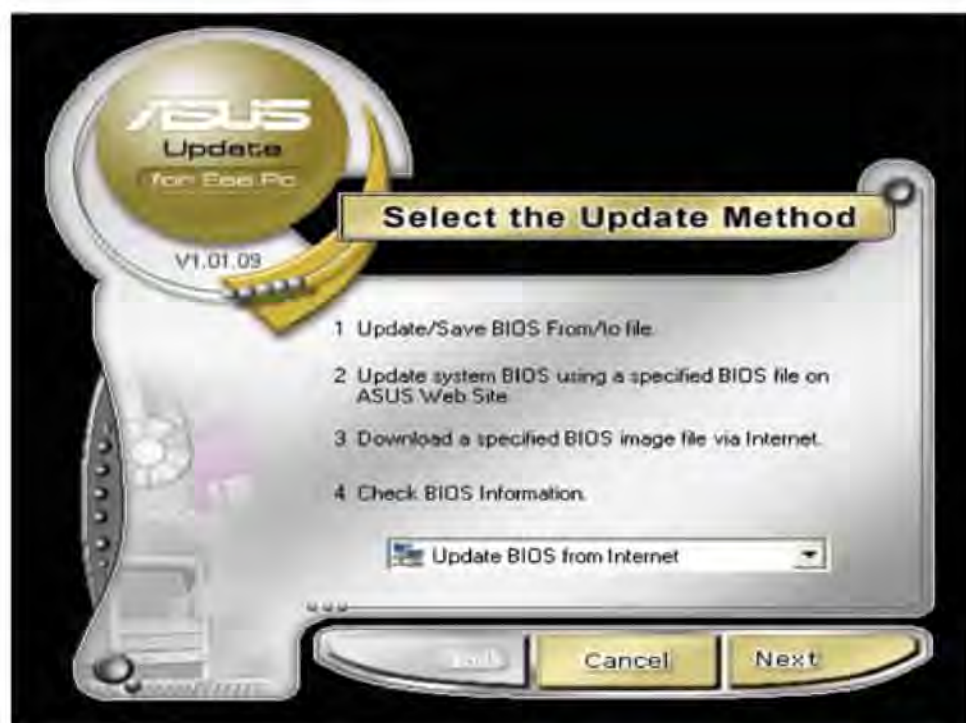 ASUS
Update
for Eee Pc
V1.01.09
Select the Update Method
1 Update/Save BIOS From/to file.
2 Update system BIOS using a specified BIOS file on
ASUS Web Site
3 Download a specified BIOS image file via Internet.
4 Check BIOS Information.
Update BIOS from Internet
Cancel
Next